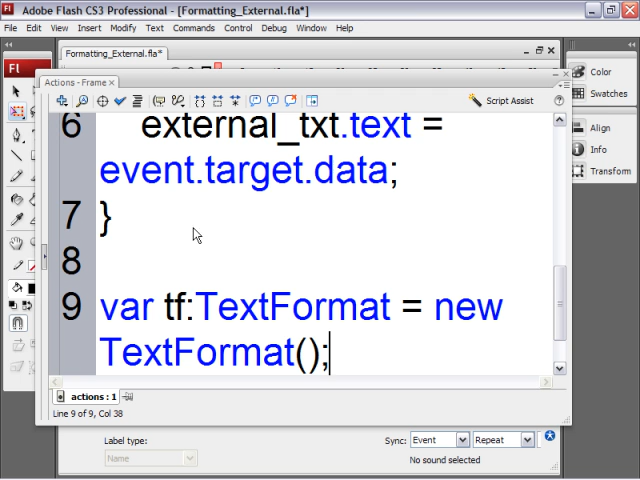 Adobe Flash CS3 Professional - [Formatting_External.fla*]
File Edit View Insert Modify Text Commands Control Debug Window Help
Formatting_External.fla*
Fl
Actions - Frame
Color
Script Assist
Swatches
6 external_txt.text =
event.target.data;
Align
Info
Transform
7 }
8
9 var tf:TextFormat = new
TextFormat();
actions : 1
Line 9 of 9, Col 38
Label type:
Sync: Event Repeat
Name
No sound selected